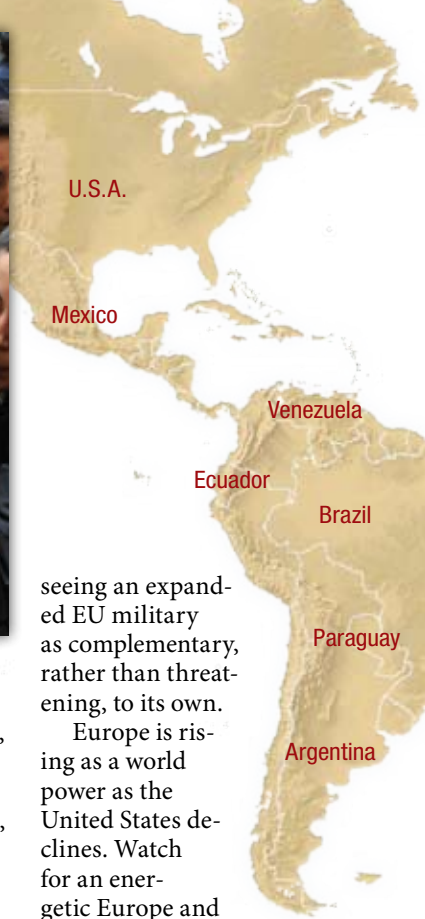 U.S.A.
Mexico
Venezuela
Ecuador
Brazil
Paraguay
Argentina
seeing an expand-
ed EU military
as complementary,
rather than threat-
ening, to its own.
Europe is ris-
ing as a world
power as the
United States de-
clines. Watch
for an ener-
getic Europe and
,
,